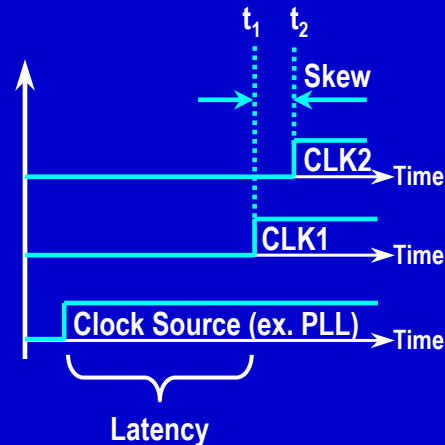 t₁ t₂
Skew
CLK2
Time
CLK1
Time
Clock Source (ex. PLL)
Time
Latency